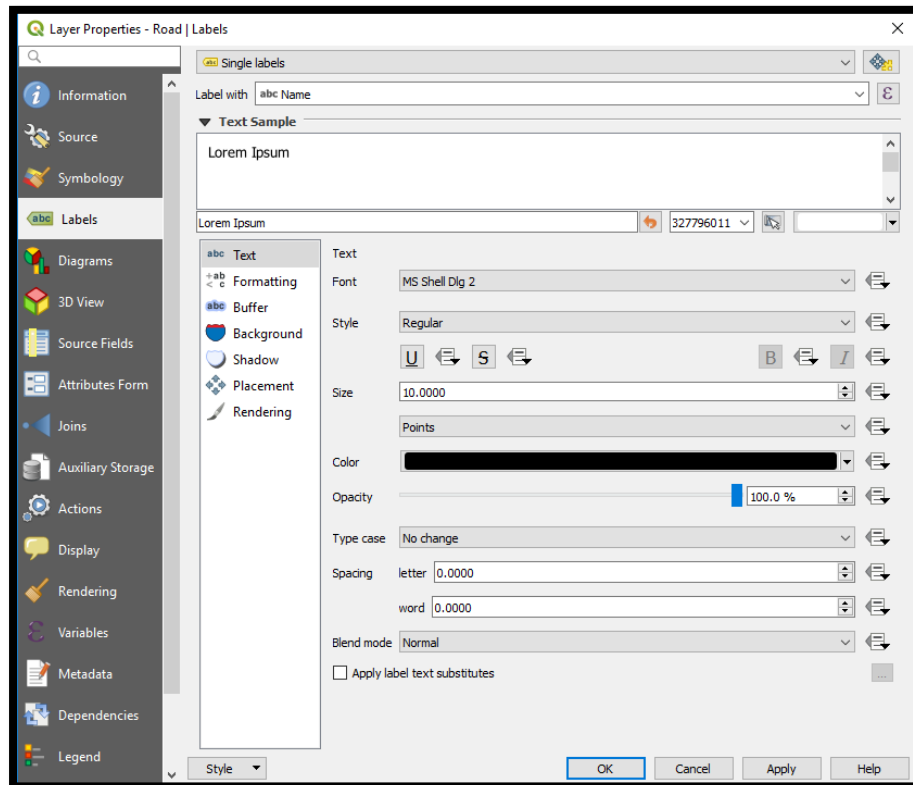 Layer Properties - Road | Labels
Single labels
Label with abc Name
Text Sample
Lorem Ipsum
Lorem Ipsum
327796011
Information
Source
Symbology
abc Labels
Diagrams
3D View
Source Fields
Attributes Form
Joins
Auxiliary Storage
Actions
Display
Rendering
Variables
Metadata
Dependencies
Legend
abc Text
+ab < c Formatting
abc Buffer
Background
Shadow
Placement
Rendering
Text
Font MS Shell Dlg 2
Style Regular
U S B I
Size 10.0000
Points
Color
Opacity 100.0 %
Type case No change
Spacing letter 0.0000
word 0.0000
Blend mode Normal
Apply label text substitutes
...
Style OK Cancel Apply Help